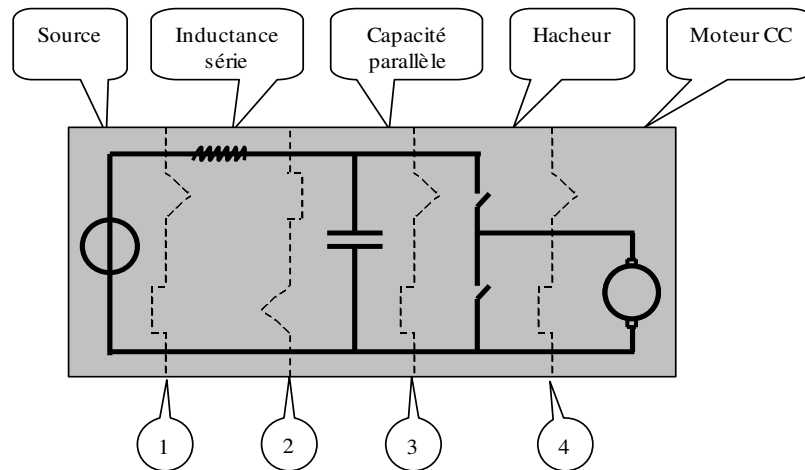 Source
Inductance
série
Capacité
parallèle
Hacheur
Moteur CC
1
2
3
4